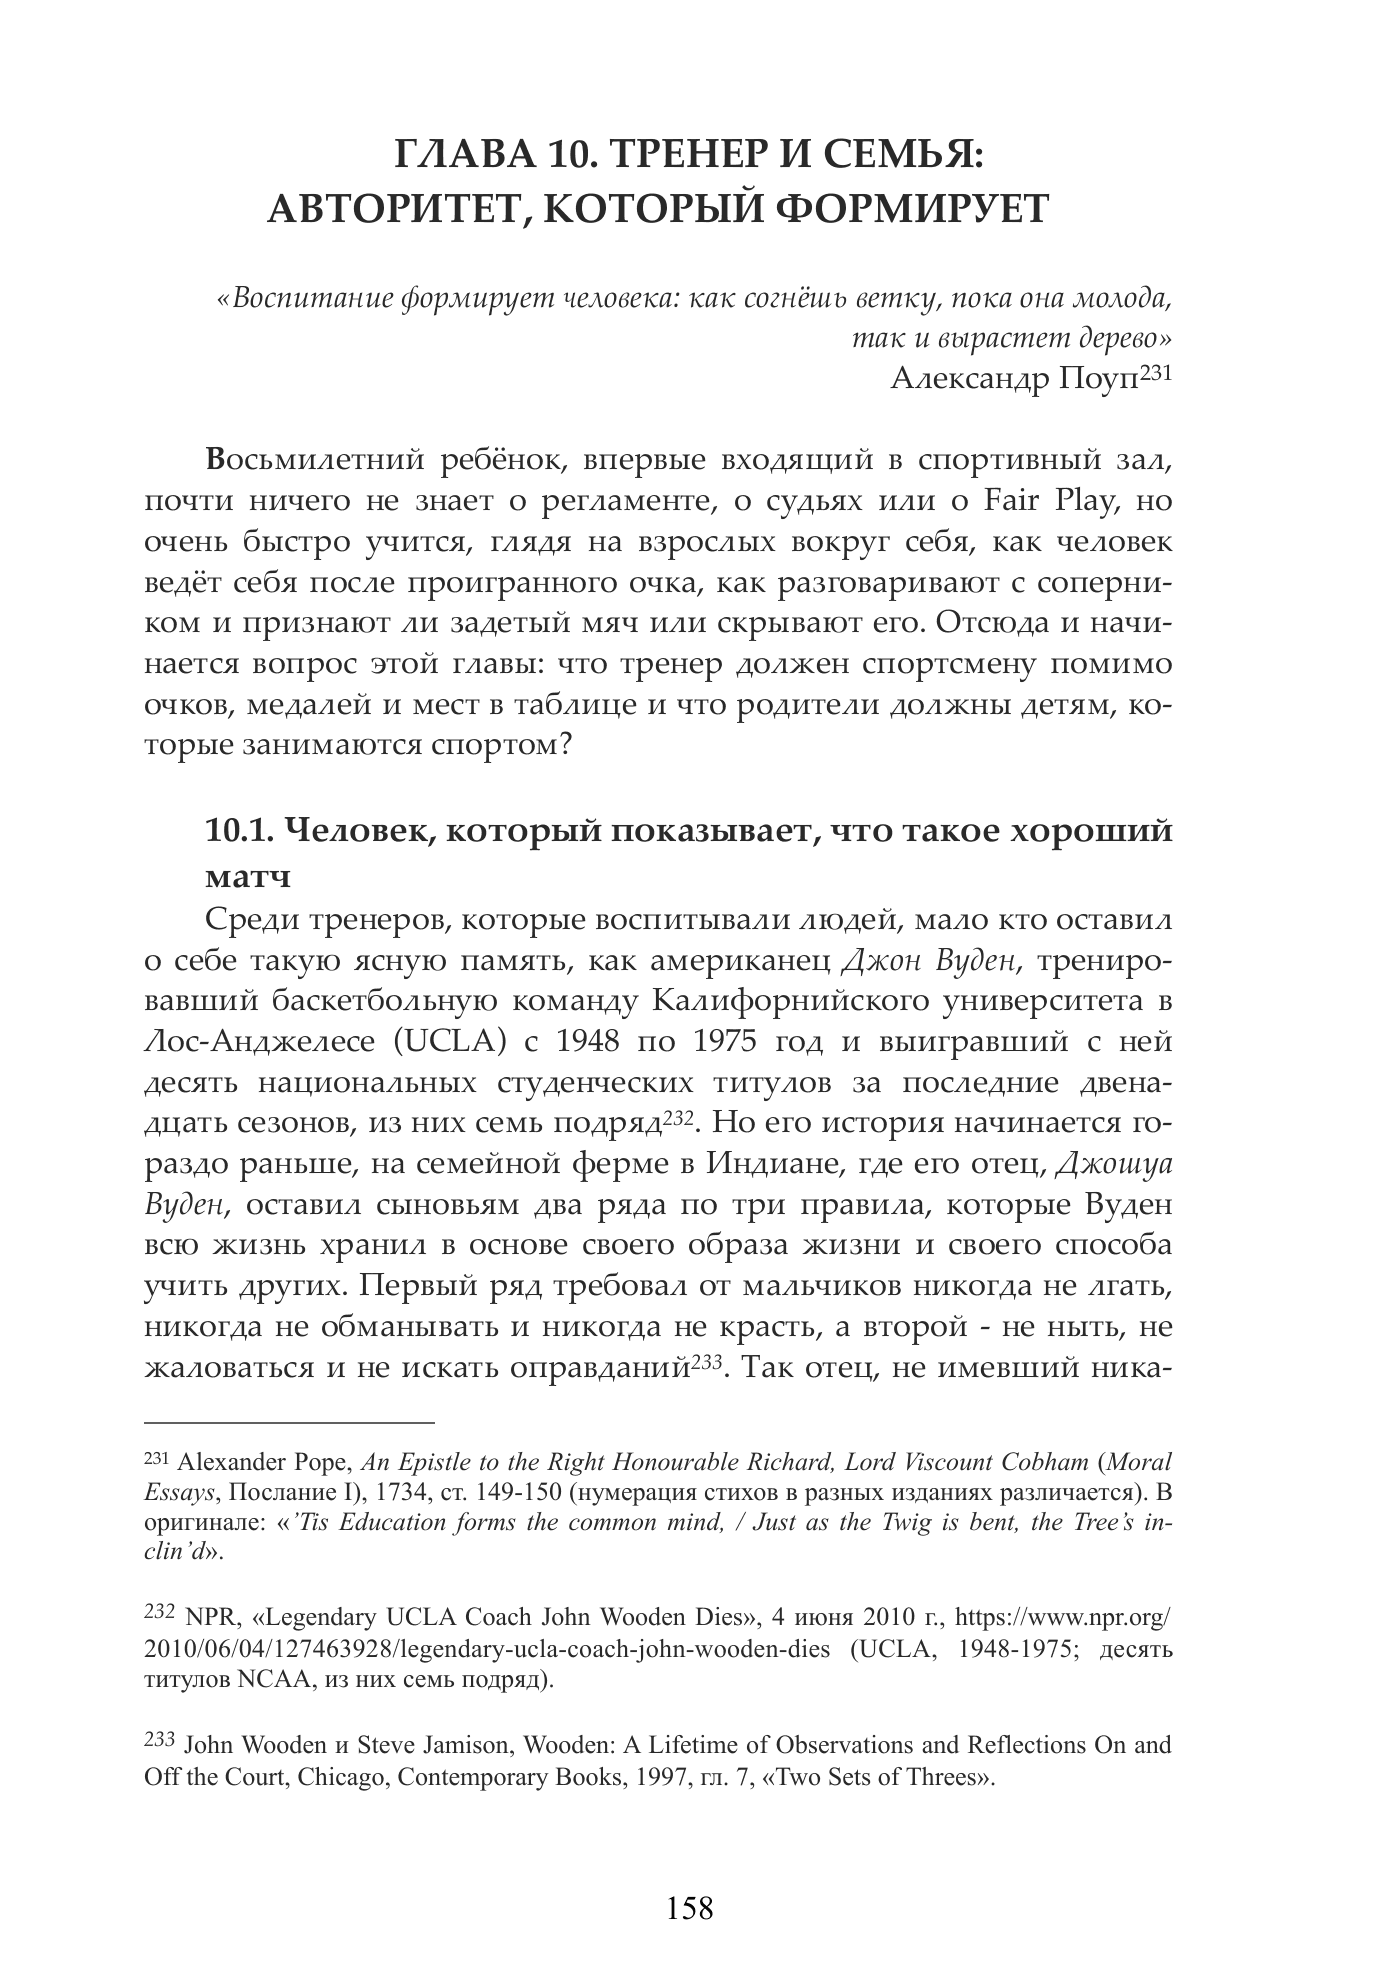 ГЛАВА 10. ТРЕНЕР И СЕМЬЯ:
АВТОРИТЕТ, КОТОРЫЙ ФОРМИРУЕТ
«Воспитание формирует человека: как согнёшь ветку, пока она молода,
так и вырастет дерево»
Александр Поуп231
Восьмилетний ребёнок, впервые входящий в спортивный зал,
почти ничего не знает о регламенте, о судьях или о Fair Play, но
очень быстро учится, глядя на взрослых вокруг себя, как человек
ведёт себя после проигранного очка, как разговаривают с соперни-
ком и признают ли задетый мяч или скрывают его. Отсюда и начи-
нается вопрос этой главы: что тренер должен спортсмену помимо
очков, медалей и мест в таблице и что родители должны детям, ко-
торые занимаются спортом?
10.1. Человек, который показывает, что такое хороший
матч
Среди тренеров, которые воспитывали людей, мало кто оставил
о себе такую ясную память, как американец Джон Вуден, трениро-
вавший баскетбольную команду Калифорнийского университета в
Лос-Анджелесе (UCLA) с 1948 по 1975 год и выигравший с ней
десять национальных студенческих титулов за последние двена-
дцать сезонов, из них семь подряд232. Но его история начинается го-
раздо раньше, на семейной ферме в Индиане, где его отец, Джошуа
Вуден, оставил сыновьям два ряда по три правила, которые Вуден
всю жизнь хранил в основе своего образа жизни и своего способа
учить других. Первый ряд требовал от мальчиков никогда не лгать,
никогда не обманывать и никогда не красть, а второй - не ныть, не
жаловаться и не искать оправданий233. Так отец, не имевший ника-
231 Alexander Pope, An Epistle to the Right Honourable Richard, Lord Viscount Cobham (Moral
Essays, Послание I), 1734, ст. 149-150 (нумерация стихов в разных изданиях различается). В
оригинале: «’Tis Education forms the common mind, / Just as the Twig is bent, the Tree’s in-
clin’d».
232 NPR, «Legendary UCLA Coach John Wooden Dies», 4 июня 2010 г., https://www.npr.org/
2010/06/04/127463928/legendary-ucla-coach-john-wooden-dies (UCLA, 1948-1975; десять
титулов NCAA, из них семь подряд).
233 John Wooden и Steve Jamison, Wooden: A Lifetime of Observations and Reflections On and
Off the Court, Chicago, Contemporary Books, 1997, гл. 7, «Two Sets of Threes».
158